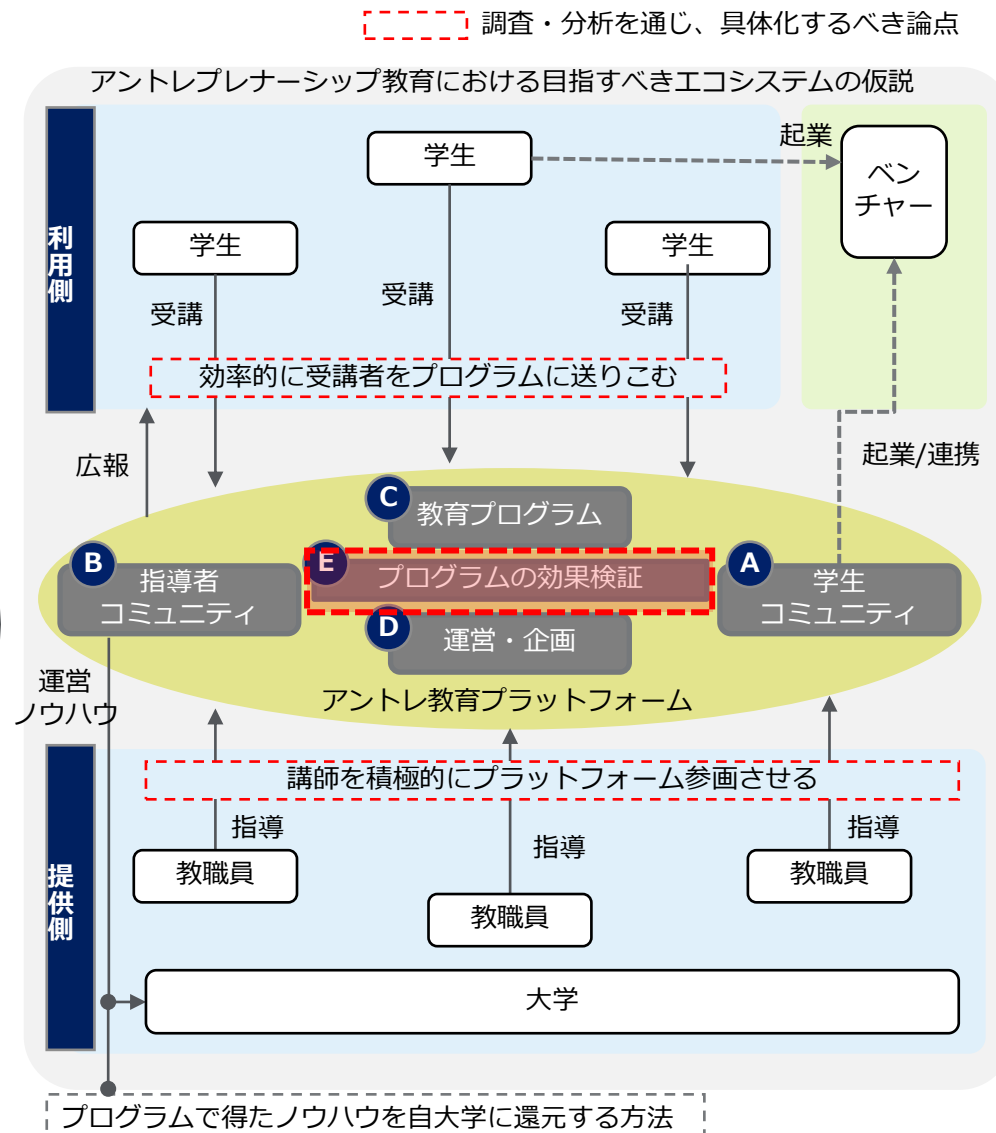 調査・分析を通じ、具体化するべき論点
アントレプレナーシップ教育における目指すべきエコシステムの仮説
利用側
学生
起業
ベン
チャー
学生
学生
受講
受講
受講
効率的に受講者をプログラムに送りこむ
広報
起業/連携
C
教育プログラム
B
指導者
コミュニティ
E
プログラムの効果検証
A
学生
コミュニティ
D
運営・企画
アントレ教育プラットフォーム
運営
ノウハウ
提供側
講師を積極的にプラットフォーム参画させる
指導
指導
指導
教職員
教職員
教職員
大学
プログラムで得たノウハウを自大学に還元する方法